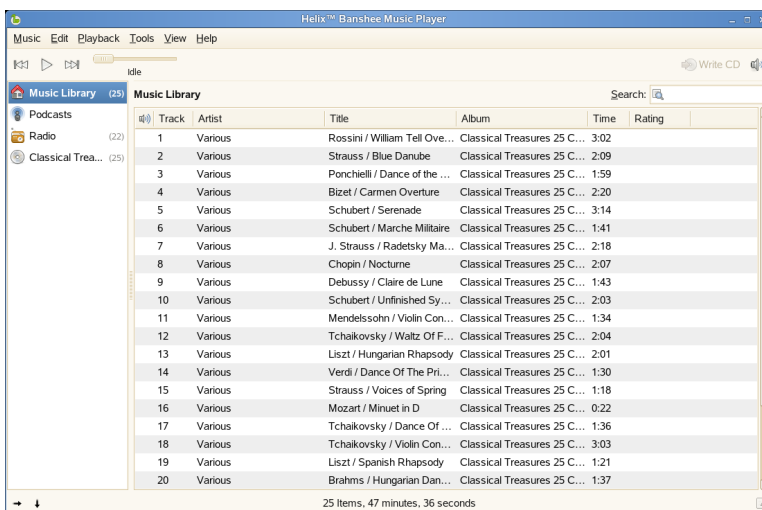 Helix™ Banshee Music Player
Music Edit Playback Tools View Help
Idle
Write CD
Music Library (25)
Podcasts
Radio (22)
Classical Trea... (25)
Music Library
Search:
Track Artist Title Album Time Rating
1 Various Rossini / William Tell Ove... Classical Treasures 25 C... 3:02
2 Various Strauss / Blue Danube Classical Treasures 25 C... 2:09
3 Various Ponchielli / Dance of the ... Classical Treasures 25 C... 1:59
4 Various Bizet / Carmen Overture Classical Treasures 25 C... 2:20
5 Various Schubert / Serenade Classical Treasures 25 C... 3:14
6 Various Schubert / Marche Militaire Classical Treasures 25 C... 1:41
7 Various J. Strauss / Radetsky Ma... Classical Treasures 25 C... 2:18
8 Various Chopin / Nocturne Classical Treasures 25 C... 2:07
9 Various Debussy / Claire de Lune Classical Treasures 25 C... 1:43
10 Various Schubert / Unfinished Sy... Classical Treasures 25 C... 2:03
11 Various Mendelssohn / Violin Con... Classical Treasures 25 C... 1:34
12 Various Tchaikovsky / Waltz Of F... Classical Treasures 25 C... 2:04
13 Various Liszt / Hungarian Rhapsody Classical Treasures 25 C... 2:01
14 Various Verdi / Dance Of The Pri... Classical Treasures 25 C... 1:30
15 Various Strauss / Voices of Spring Classical Treasures 25 C... 1:18
16 Various Mozart / Minuet in D Classical Treasures 25 C... 0:22
17 Various Tchaikovsky / Dance Of ... Classical Treasures 25 C... 1:36
18 Various Tchaikovsky / Violin Con... Classical Treasures 25 C... 3:03
19 Various Liszt / Spanish Rhapsody Classical Treasures 25 C... 1:21
20 Various Brahms / Hungarian Dan... Classical Treasures 25 C... 1:37
25 Items, 47 minutes, 36 seconds